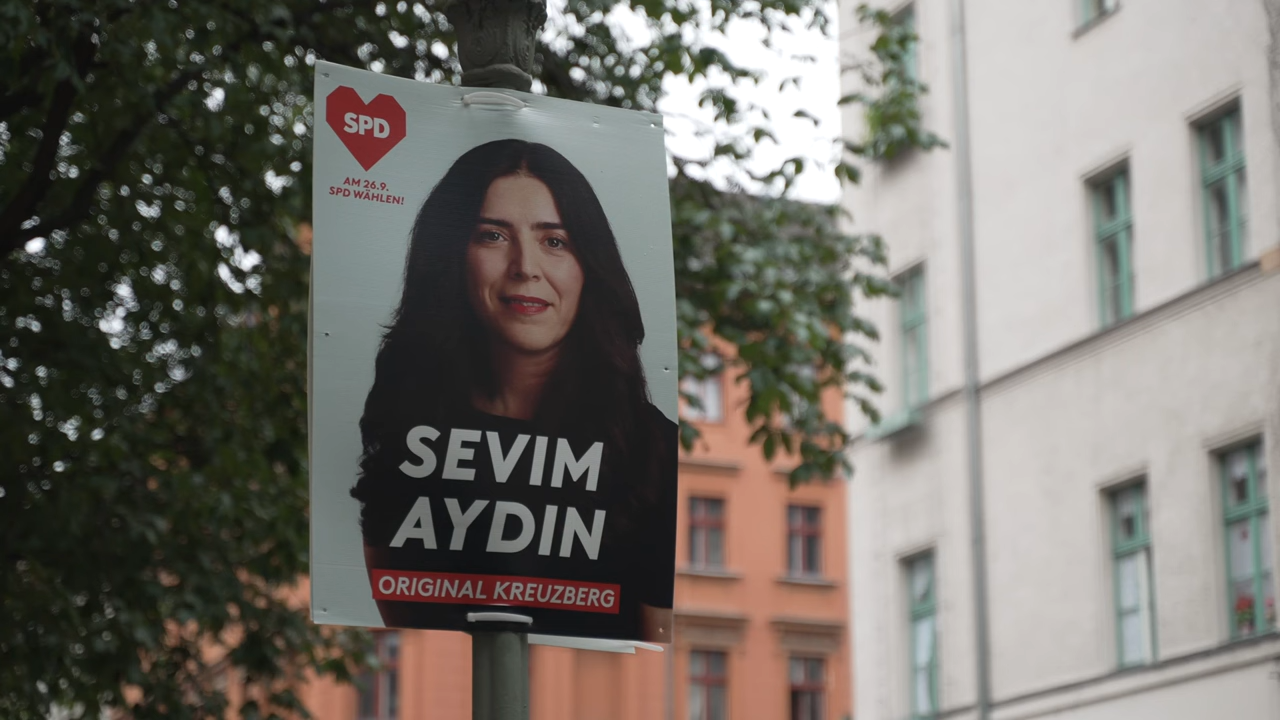 SPD
AM 26.9.
SPD WÄHLEN!
SEVIM
AYDIN
ORIGINAL KREUZBERG